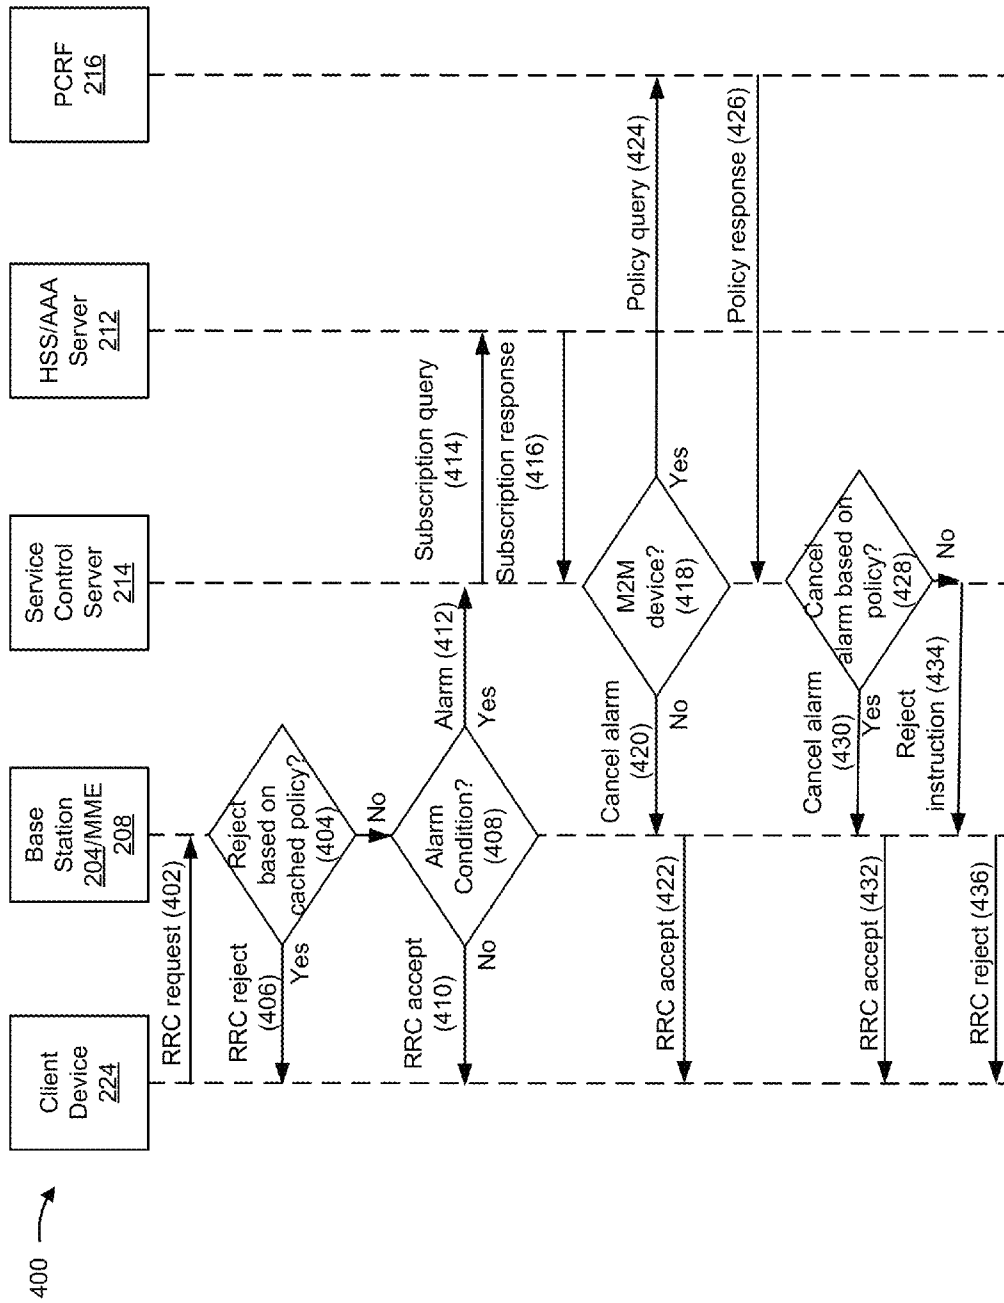 400
Client
Device
224
Base
Station
204/MME
208
Service
Control
Server
214
HSS/AAA
Server
212
PCRF
216
RRC request (402)
Reject
based on
cached policy?
(404)
RRC reject
(406)
Yes
No
Alarm
Condition?
(408)
RRC accept
(410)
No
Alarm (412)
Yes
Subscription query
(414)
Subscription response
(416)
M2M
device?
(418)
Cancel alarm
(420)
No
Yes
Policy query (424)
RRC accept (422)
Policy response (426)
Cancel
alarm based on
policy?
(428)
Cancel alarm
(430)
Yes
No
RRC accept (432)
Reject
instruction (434)
RRC reject (436)